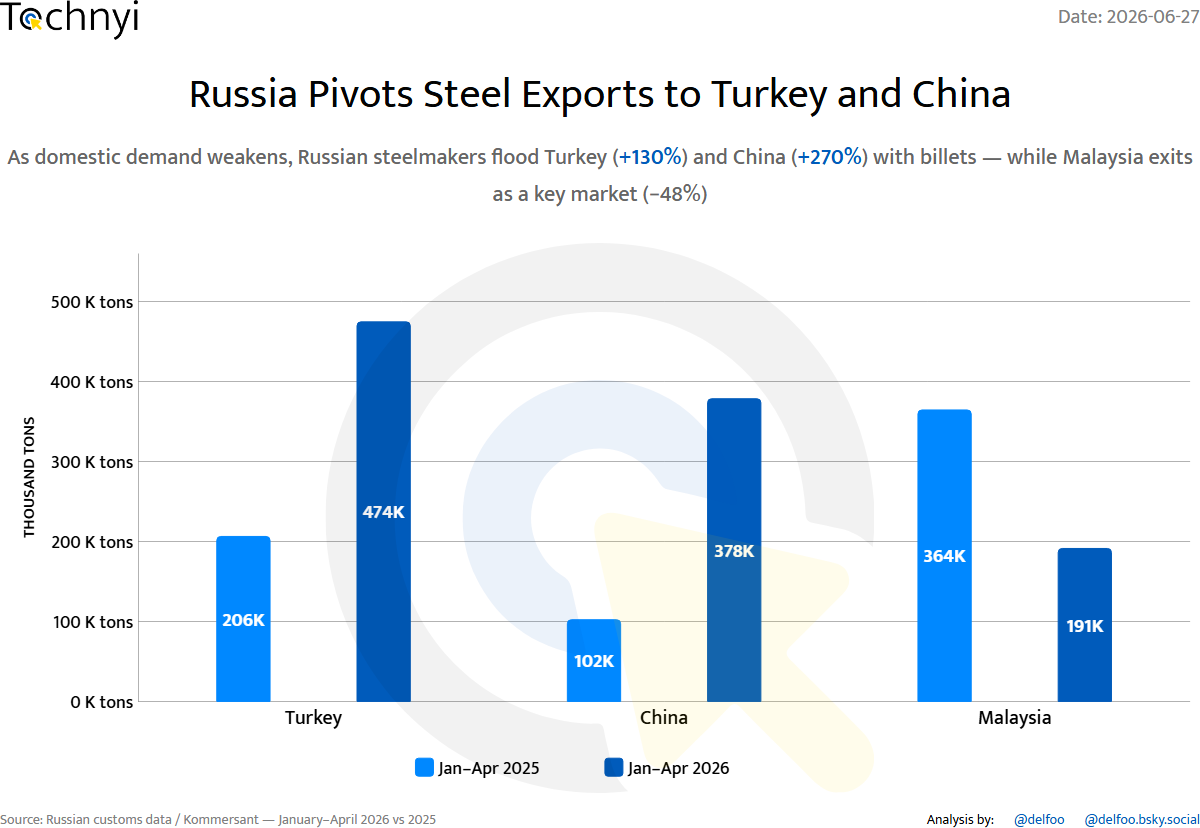 Tochnyi
Date: 2026-06-27
Russia Pivots Steel Exports to Turkey and China
As domestic demand weakens, Russian steelmakers flood Turkey (+130%) and China (+270%) with billets — while Malaysia exits
as a key market (−48%)
THOUSAND TONS
500 K tons
400 K tons
300 K tons
200 K tons
100 K tons
0 K tons
206K
474K
102K
378K
364K
191K
Turkey
China
Malaysia
Jan–Apr 2025
Jan–Apr 2026
Source: Russian customs data / Kommersant — January–April 2026 vs 2025
Analysis by: @delfoo @delfoo.bsky.social